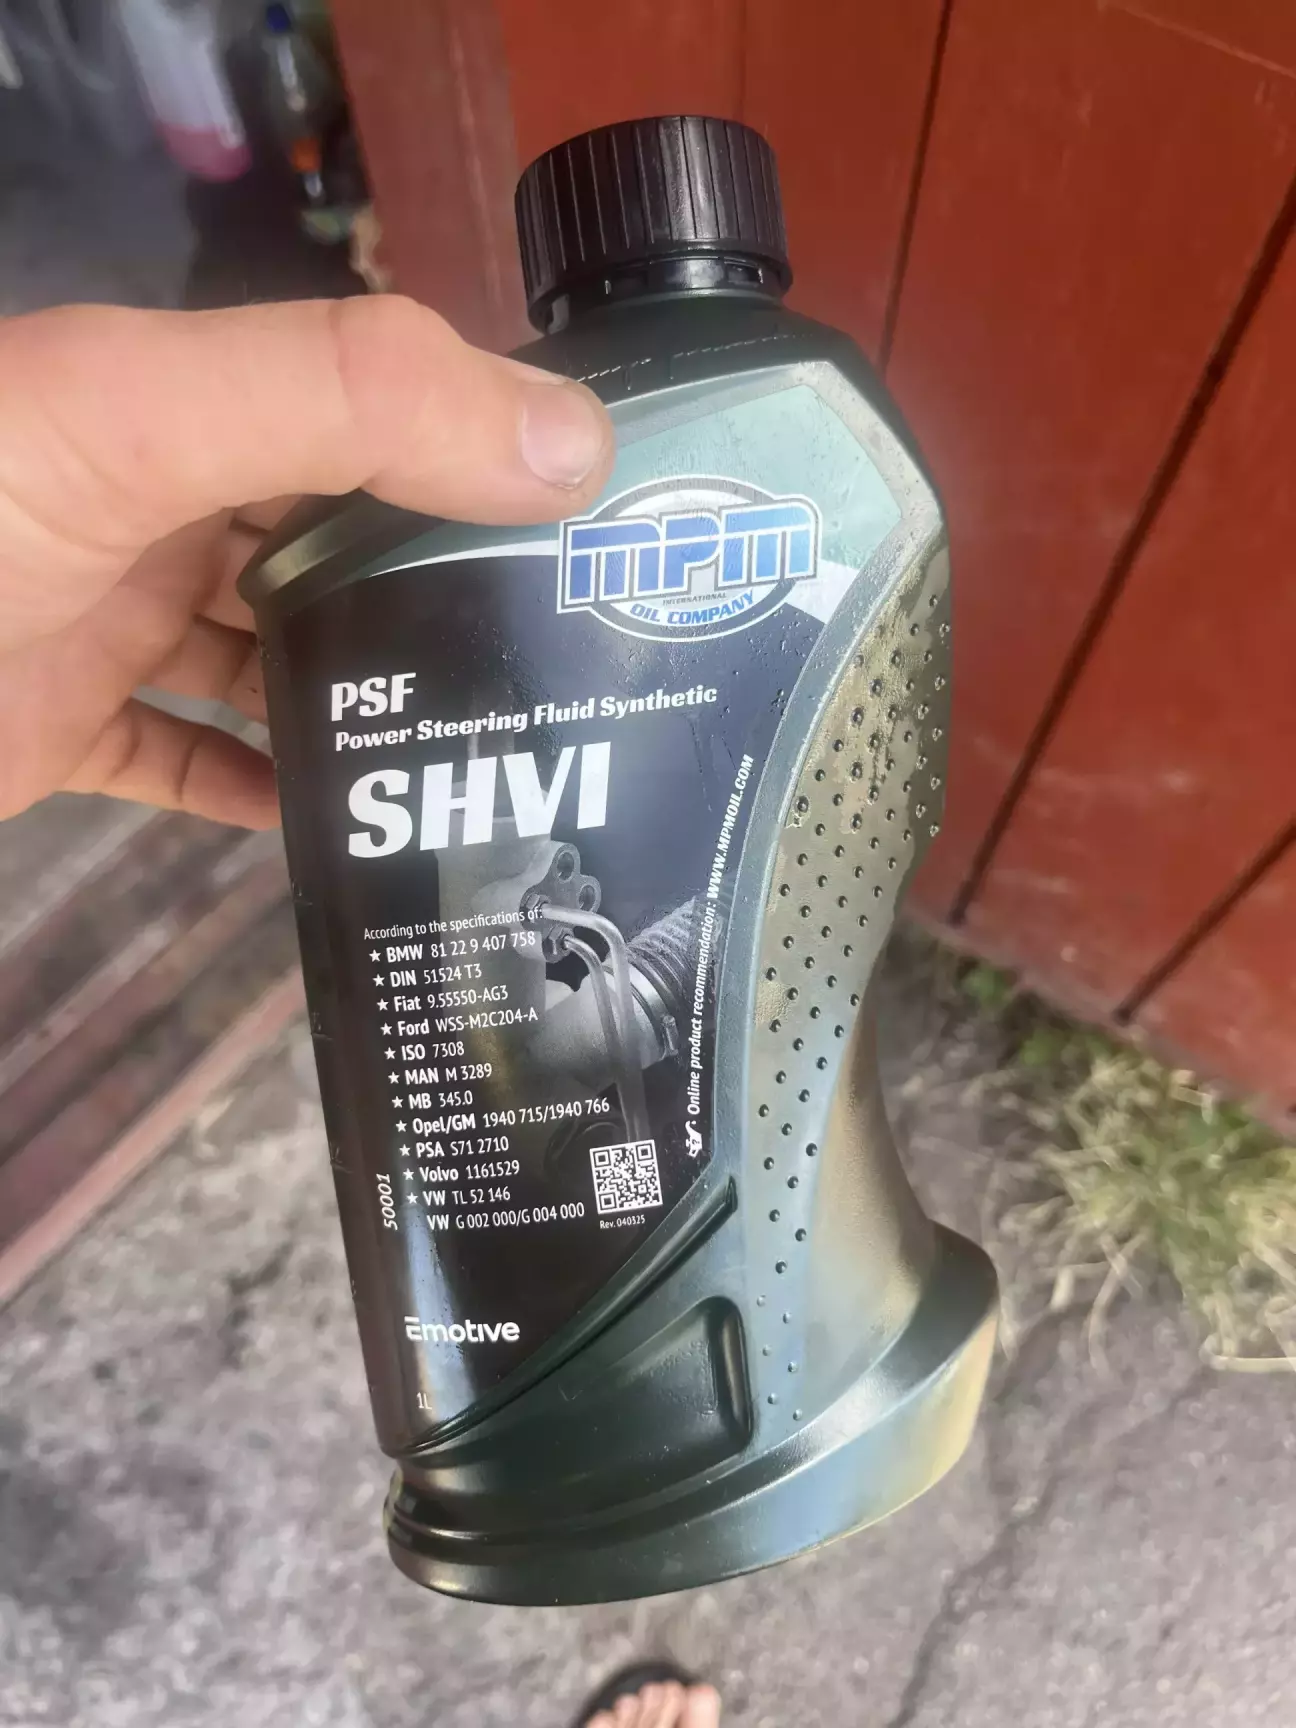 mpm
INTERNATIONAL
OIL COMPANY
PSF
Power Steering Fluid Synthetic
SHVI
According to the specifications of:
★ BMW 81 22 9 407 758
★ DIN 51524 T3
★ Fiat 9.55550-AG3
★ Ford WSS-M2C204-A
★ ISO 7308
★ MAN M 3289
★ MB 345.0
★ Opel/GM 1940 715/1940 766
★ PSA S71 2710
★ Volvo 1161529
★ VW TL 52 146
VW G 002 000/G 004 000
50001
Rev. 040325
: Online product recommendation: WWW.MPMOIL.COM
Emotive
1L